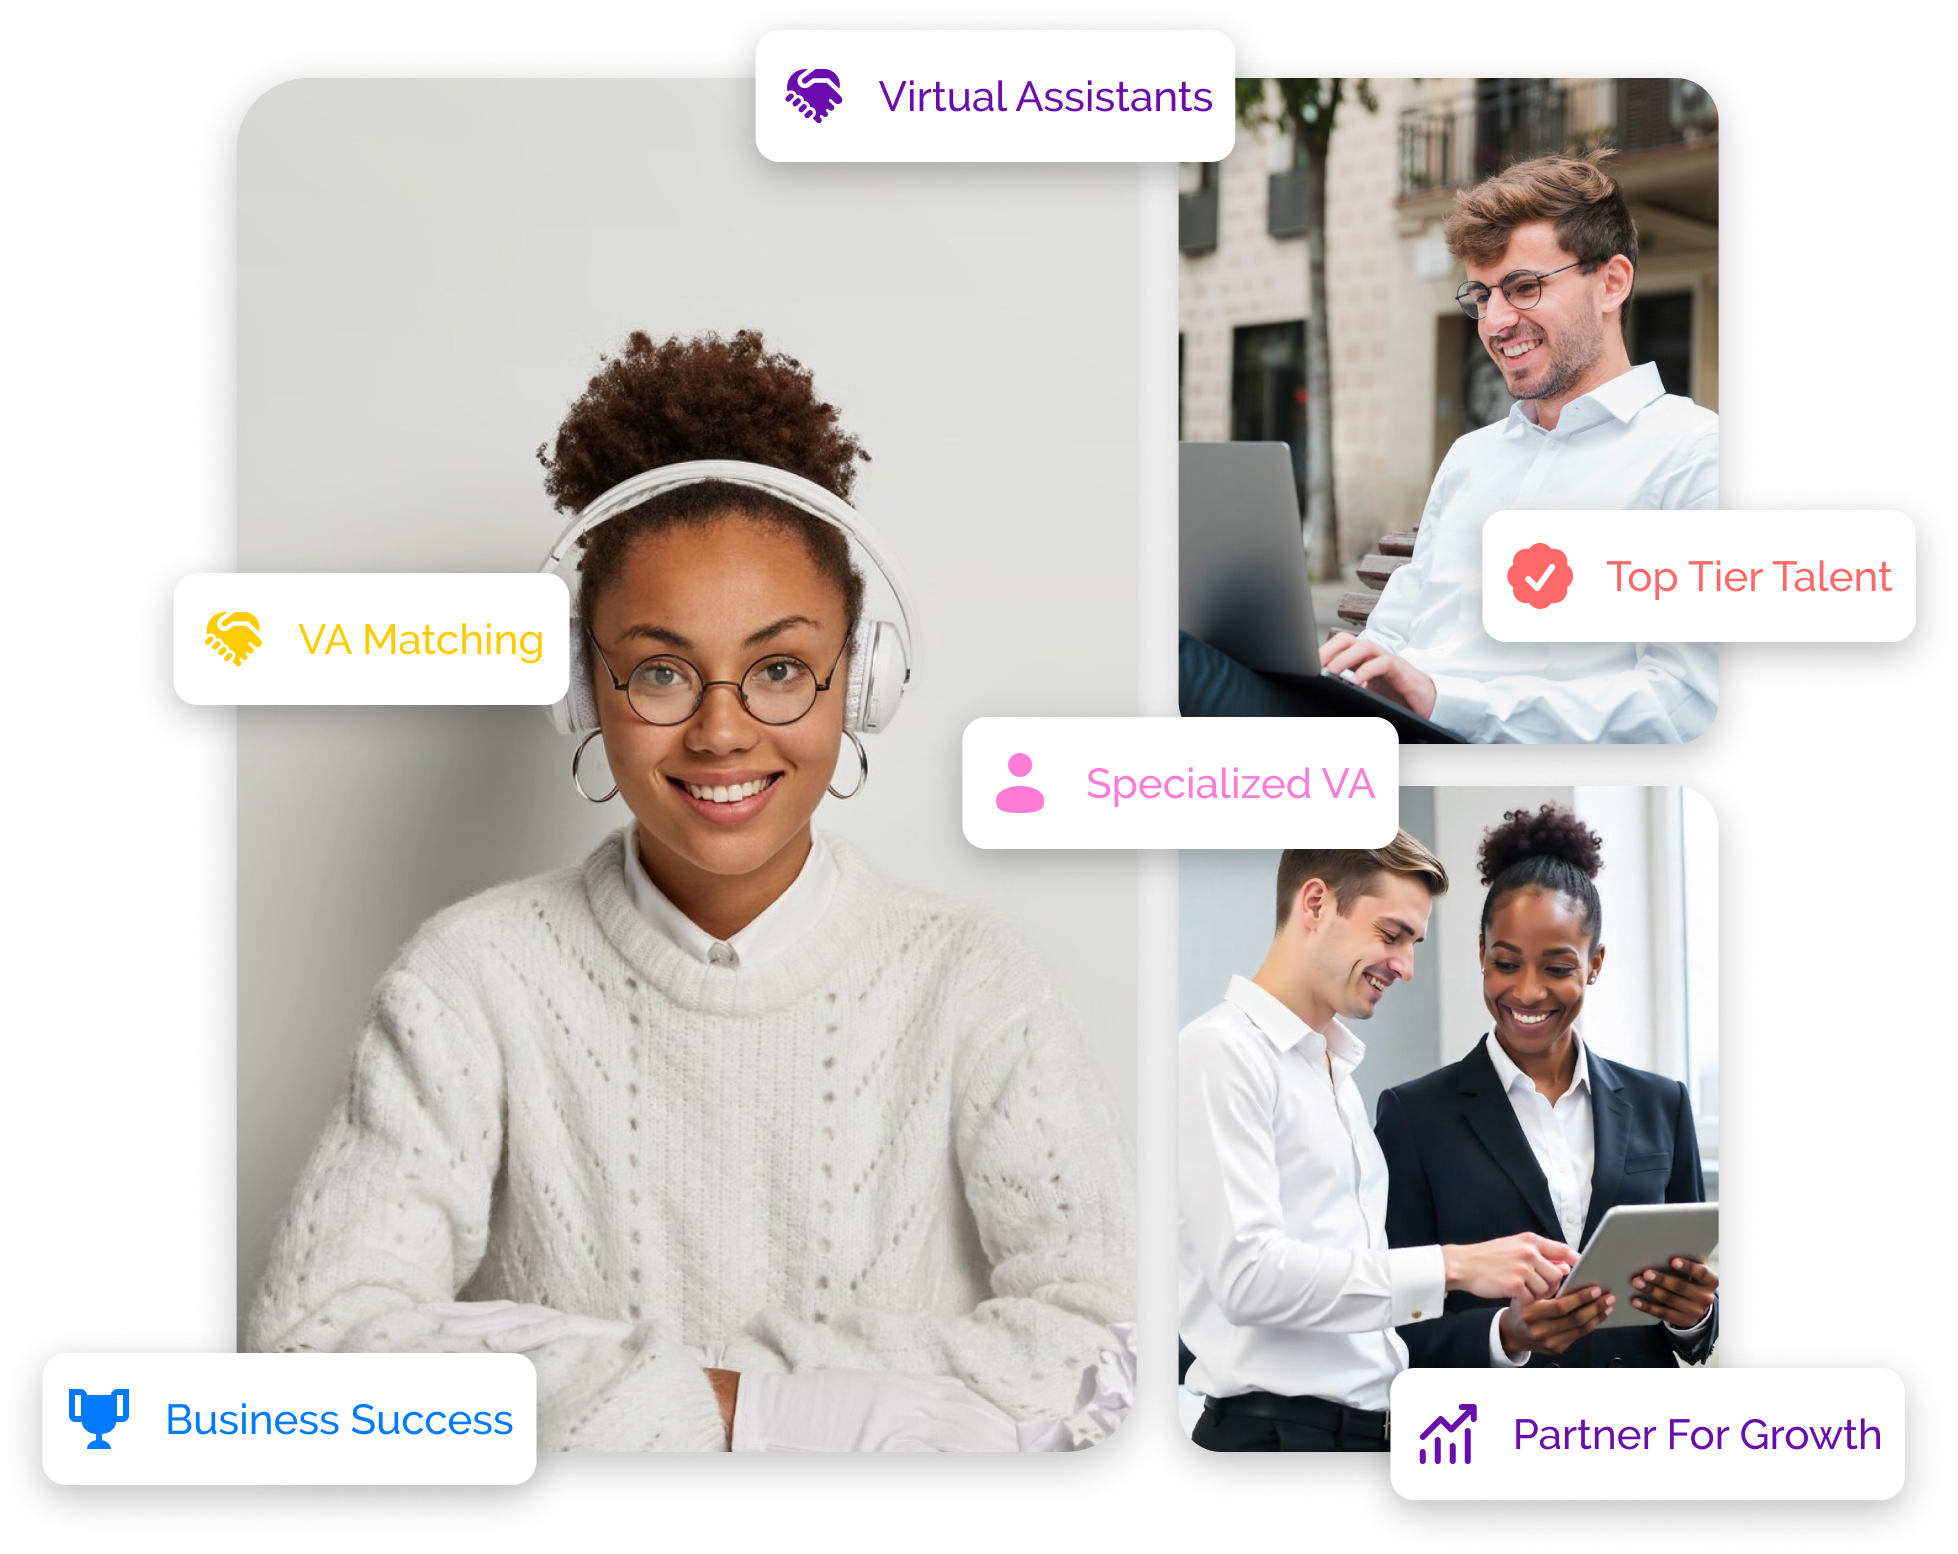 Virtual Assistants
Top Tier Talent
VA Matching
Specialized VA
Business Success
Partner For Growth